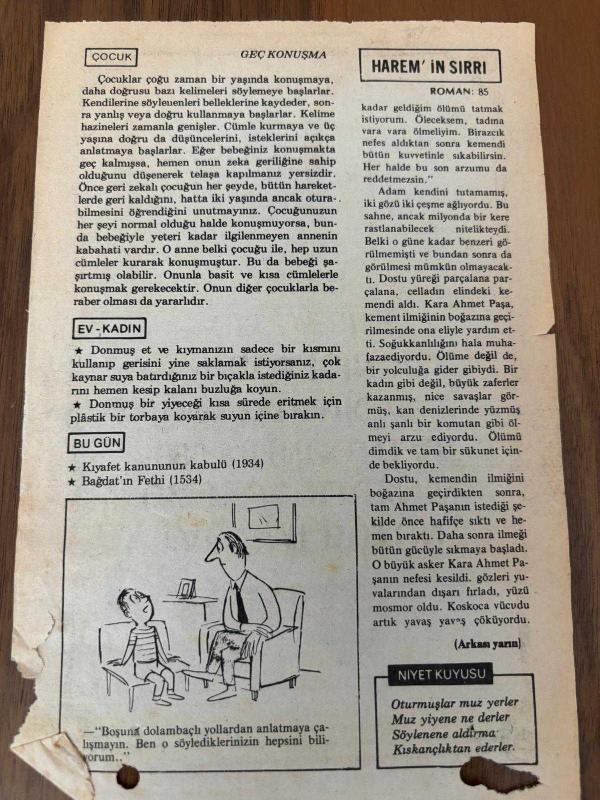 ÇOCUK
GEÇ KONUŞMA
Çocuklar çoğu zaman bir yaşında konuşmaya,
daha doğrusu bazı kelimeleri söylemeye başlarlar.
Kendilerine söyleuenleri belleklerine kaydeder, son-
ra yanlış veya doğru kullanmaya başlarlar. Kelime
hazineleri zamanla genişler. Cümle kurmaya ve üç
yaşına doğru da düşüncelerini, isteklerini açıkça
anlatmaya başlarlar. Eğer bebeğiniz konuşmakta
geç kalmışsa, hemen onun zeka geriliğine sahip
olduğunu düşenerek telaşa kapılmanız yersizdir.
Önce geri zekalı çocuğun her şeyde, bütün hareket-
lerde geri kaldığını, hatta iki yaşında ancak otura-
bilmesini öğrendiğini unutmayınız. Çocuğunuzun
her şeyi normal olduğu halde konuşmuyorsa, bun-
da bebeğiyle yeteri kadar ilgilenmeyen annenin
kabahati vardır. O anne belki çocuğu ile, hep uzun
cümleler kurarak konuşmuştur. Bu da bebeği şa-
şırtmış olabilir. Onunla basit ve kısa cümlelerle
konuşmak gerekecektir. Onun diğer çocuklarla be-
raber olması da yararlıdır.
EV - KADIN
★ Donmuş et ve kıymanızın sadece bir kısmını
kullanıp gerisini yine saklamak istiyorsanız, çok
kaynar suya batırdığınız bir bıçakla istediğiniz kada-
rını hemen kesip kalanı buzluğa koyun.
★ Donmuş bir yiyeceği kısa sürede eritmek için
plâstik bir torbaya koyarak suyun içine bırakın.
BU GÜN
★ Kıyafet kanununun kabulü (1934)
★ Bağdat'ın Fethi (1534)
—"Boşuna dolambaçlı yollardan anlatmaya ça-
lışmayın. Ben o söylediklerinizin hepsini bili-
yorum.."
HAREM' iN SIRRI
ROMAN: 85
kadar geldiğim ölümü tatmak
istiyorum. Öleceksem, tadına
vara vara ölmeliyim. Birazcık
nefes aldıktan sonra kemendi
bütün kuvvetinle sıkabilirsin.
Her halde bu son arzumu da
reddetmezsin."
Adam kendini tutamamış,
iki gözü iki çeşme ağlıyordu. Bu
sahne, ancak milyonda bir kere
rastlanabilecek nitelikteydi.
Belki o güne kadar benzeri gö-
rülmemişti ve bundan sonra da
görülmesi mümkün olmayacak-
tı. Dostu yüreği parçalana par-
çalana, celladın elindeki ke-
mendi aldı. Kara Ahmet Paşa,
kement ilmiğinin boğazına geçi-
rilmesinde ona eliyle yardım et-
ti. Soğukkanlılığını hala muha-
fazaediyordu. Ölüme değil de,
bir yolculuğa gider gibiydi. Bir
kadın gibi değil, büyük zaferler
kazanmış, nice savaşlar gör-
müş, kan denizlerinde yüzmüş
anlı şanlı bir komutan gibi öl-
meyi arzu ediyordu. Ölümü
dimdik ve tam bir sükunet için-
de bekliyordu.
Dostu, kemendin ilmiğini
boğazına geçirdikten sonra,
tam Ahmet Paşanın istediği şe-
kilde önce hafifçe sıktı ve he-
men bıraktı. Daha sonra ilmeği
bütün gücüyle sıkmaya başladı.
O büyük asker Kara Ahmet Pa-
şanın nefesi kesildi. gözleri yu-
valarından dışarı fırladı, yüzü
mosmor oldu. Koskoca vücudu
artık yavaş yavaş çöküyordu.
(Arkası yarın)
NİYET KUYUSU
Oturmuşlar muz yerler
Muz yiyene ne derler
Söylenene aldırma
Kıskançlıktan ederler.